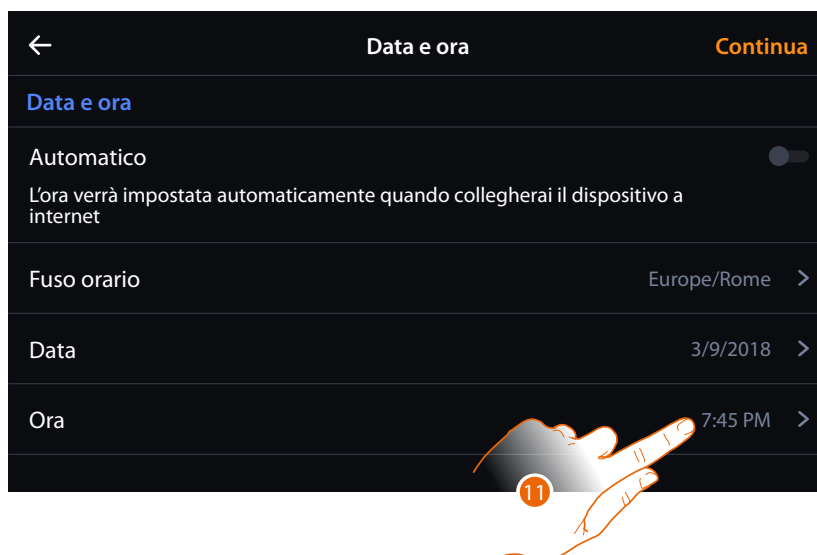 Data e ora
Continua
Data e ora
Automatico
L'ora verrà impostata automaticamente quando collegherai il dispositivo a
internet
Fuso orario
Europe/Rome
Data
3/9/2018
Ora
7:45 PM
11